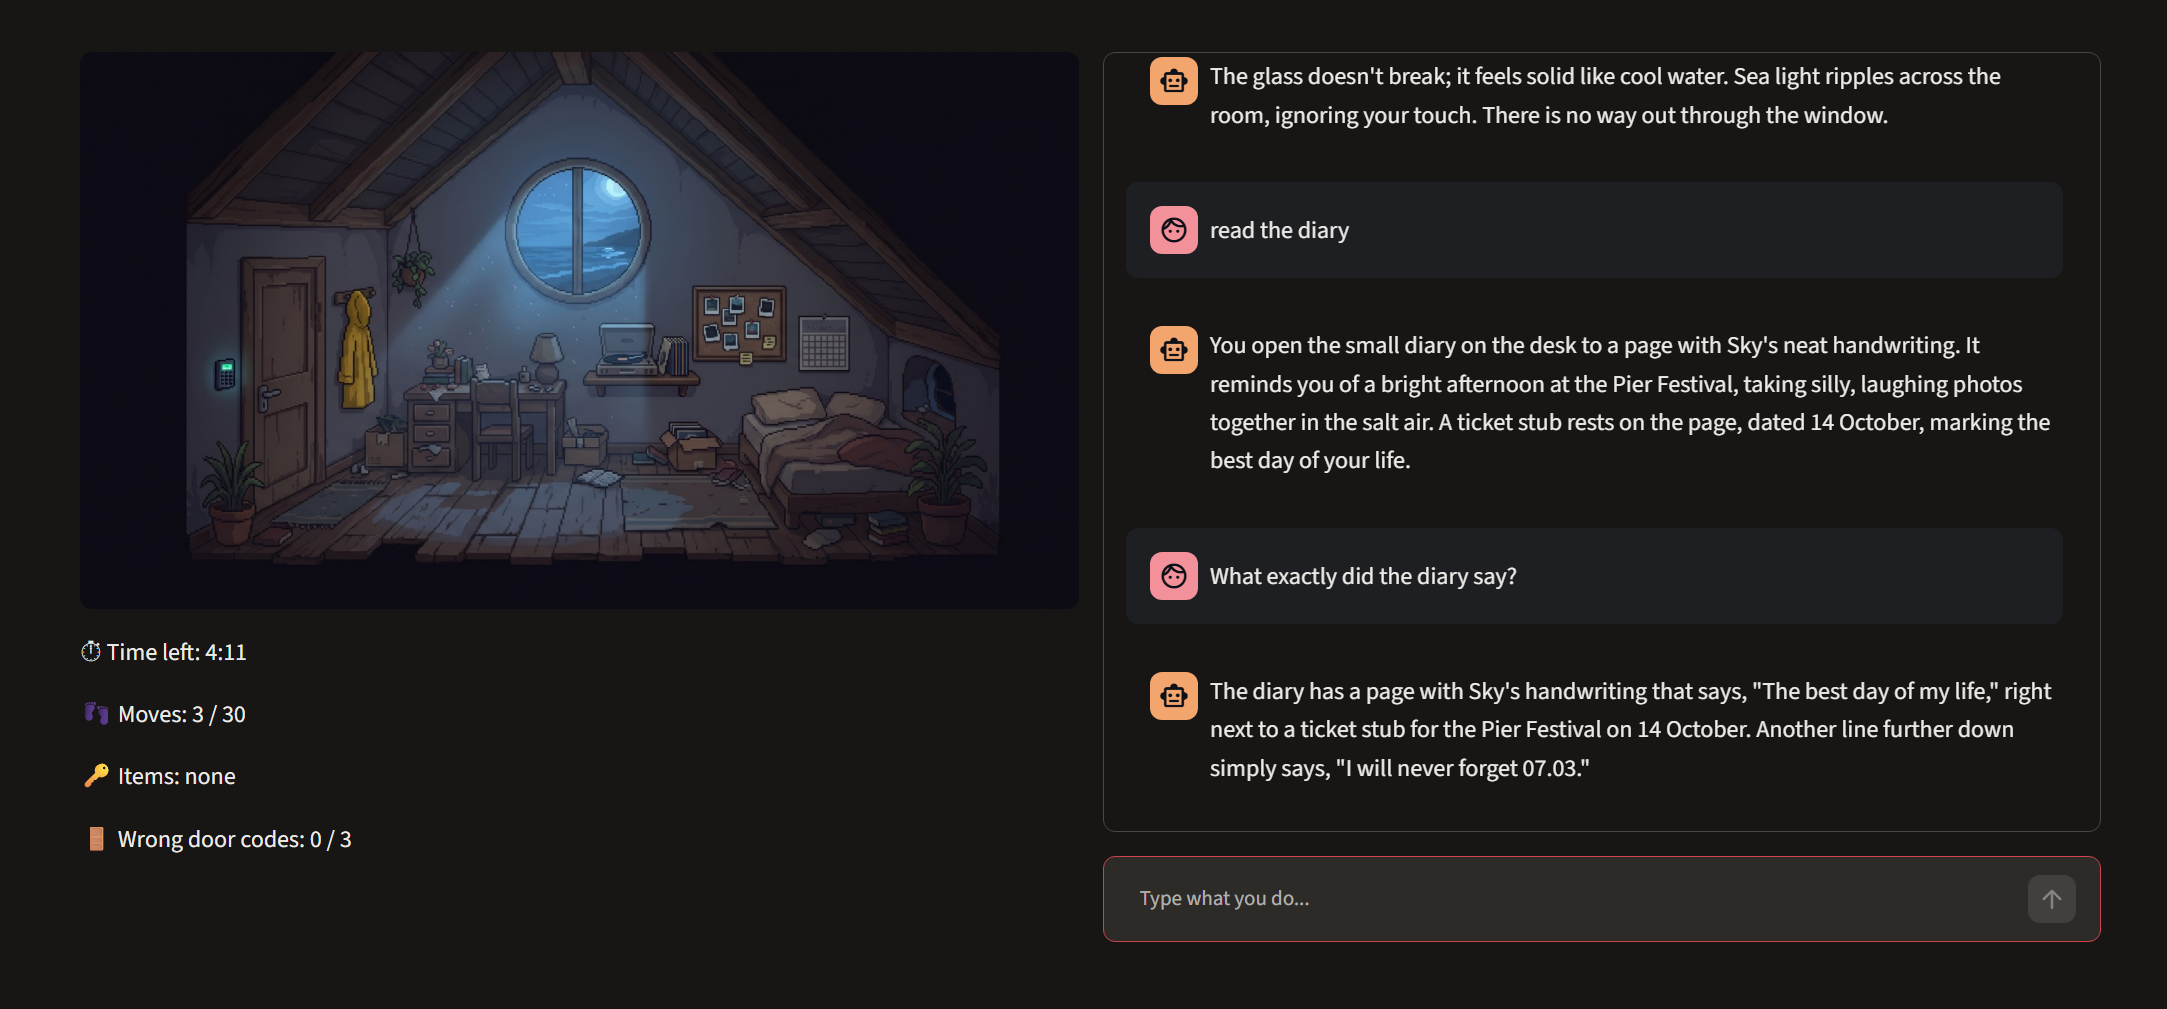 The glass doesn't break; it feels solid like cool water. Sea light ripples across the
room, ignoring your touch. There is no way out through the window.
read the diary
You open the small diary on the desk to a page with Sky's neat handwriting. It
reminds you of a bright afternoon at the Pier Festival, taking silly, laughing photos
together in the salt air. A ticket stub rests on the page, dated 14 October, marking the
best day of your life.
What exactly did the diary say?
The diary has a page with Sky's handwriting that says, "The best day of my life," right
next to a ticket stub for the Pier Festival on 14 October. Another line further down
simply says, "I will never forget 07.03."
Type what you do...
Time left: 4:11
Moves: 3 / 30
Items: none
Wrong door codes: 0 / 3